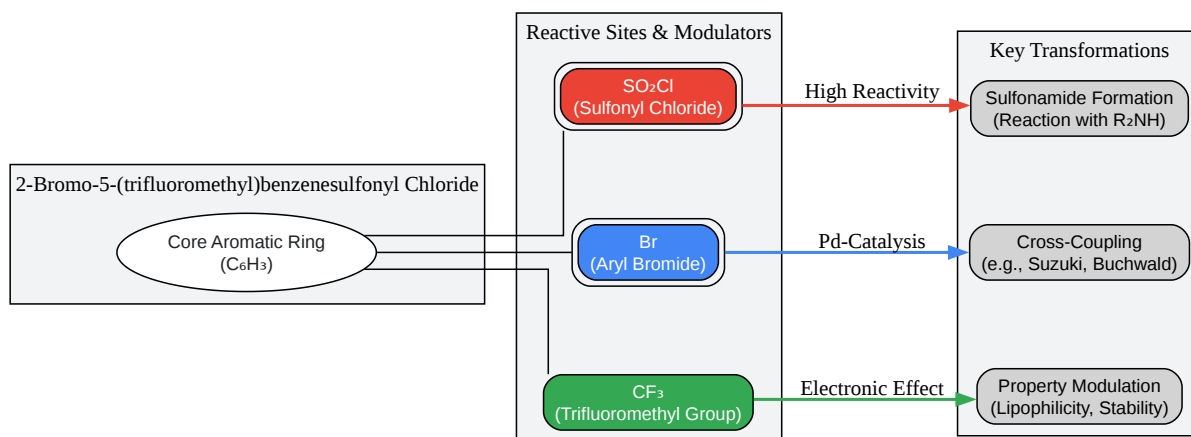 Reactive Sites & Modulators
Key Transformations
SO₂Cl
(Sulfonyl Chloride)
High Reactivity
Sulfonamide Formation
(Reaction with R₂NH)
2-Bromo-5-(trifluoromethyl)benzenesulfonyl Chloride
Core Aromatic Ring
(C₆H₃)
Br
(Aryl Bromide)
Pd-Catalysis
Cross-Coupling
(e.g., Suzuki, Buchwald)
CF₃
(Trifluoromethyl Group)
Electronic Effect
Property Modulation
(Lipophilicity, Stability)